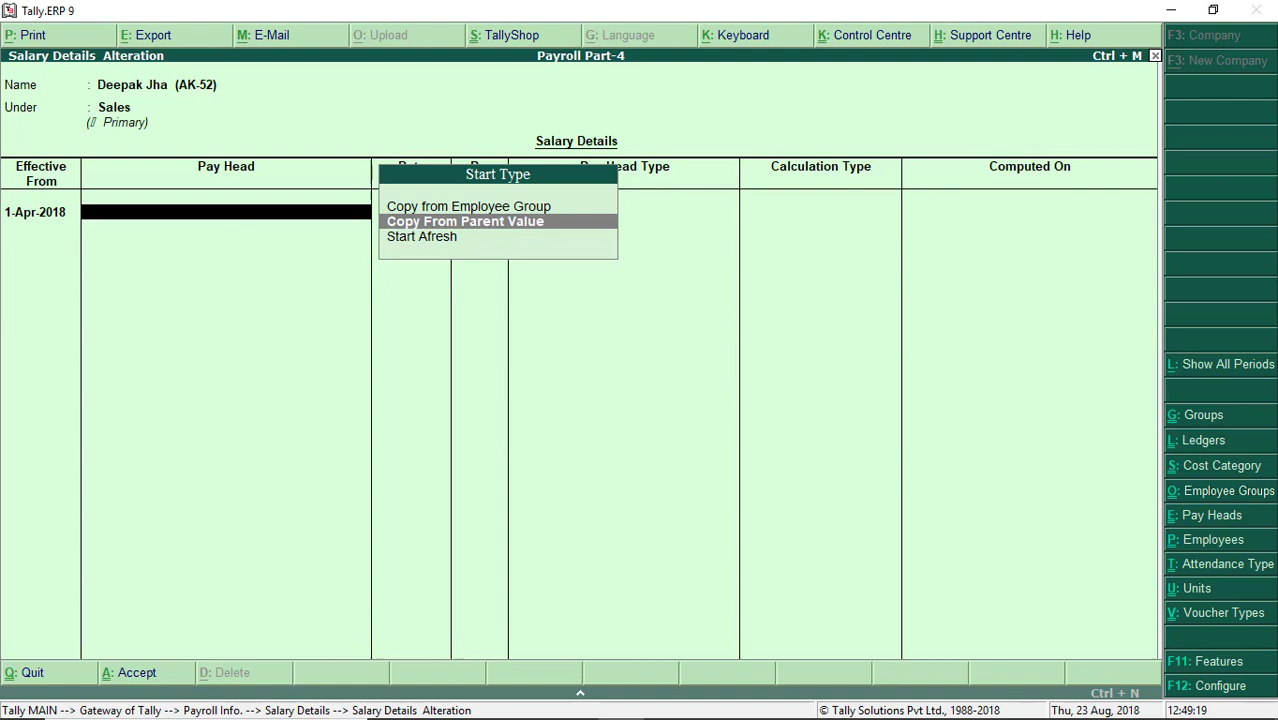 Tally.ERP 9
P: Print E: Export M: E-Mail O: Upload S: TallyShop G: Language K: Keyboard K: Control Centre H: Support Centre H: Help F3: Company
Salary Details Alteration Payroll Part-4 Ctrl + M F3: New Company
Name : Deepak Jha (AK-52)
Under : Sales
( Primary)
Salary Details
Effective From Pay Head Head Type Calculation Type Computed On
Start Type
1-Apr-2018
Copy from Employee Group
Copy From Parent Value
Start Afresh
L: Show All Periods
G: Groups
L: Ledgers
S: Cost Category
O: Employee Groups
E: Pay Heads
P: Employees
T: Attendance Type
U: Units
V: Voucher Types
F11: Features
F12: Configure
Q: Quit A: Accept D: Delete
Ctrl + N
Tally MAIN --> Gateway of Tally --> Payroll Info. --> Salary Details --> Salary Details Alteration © Tally Solutions Pvt Ltd., 1988-2018 Thu, 23 Aug, 2018 12:49:19